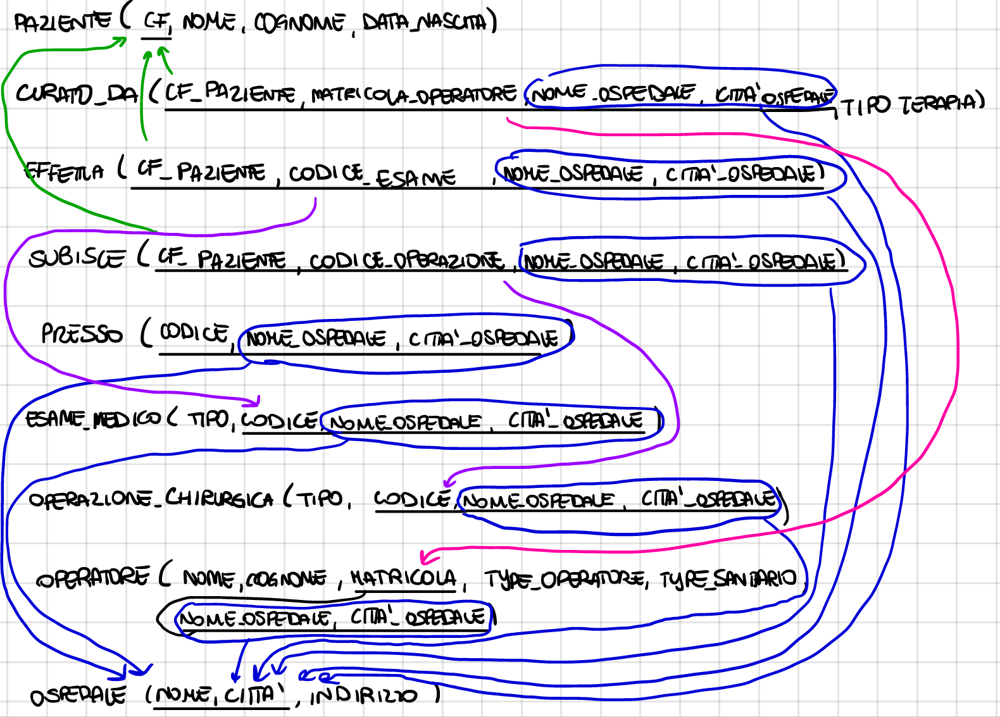 PAZIENTE ( CF, NOME, COGNOME, DATA_NASCITA)
CURATO_DA (CF_PAZIENTE, MATRICOLA_OPERATORE, NOME_OSPEDALE, CITTA'OSPEDALE, TIPO TERAPIA)
EFFETTUA ( CF_PAZIENTE, CODICE_ESAME, NOME_OSPEDALE, CITTA'_OSPEDALE)
SUBISCE ( CF_PAZIENTE, CODICE_OPERAZIONE, NOME_OSPEDALE, CITTA'_OSPEDALE)
PRESSO ( CODICE, NOME_OSPEDALE, CITTA'_OSPEDALE)
ESAME_MEDICO ( TIPO, CODICE, NOME_OSPEDALE, CITTA'_OSPEDALE)
OPERAZIONE_CHIRURGICA ( TIPO, CODICE, NOME_OSPEDALE, CITTA'_OSPEDALE)
OPERATORE ( NOME, COGNOME, MATRICOLA, TYPE_OPERATORE, TYPE_SANITARIO,
NOME_OSPEDALE, CITTA'_OSPEDALE)
OSPEDALE (NOME, CITTA', INDIRIZZO)